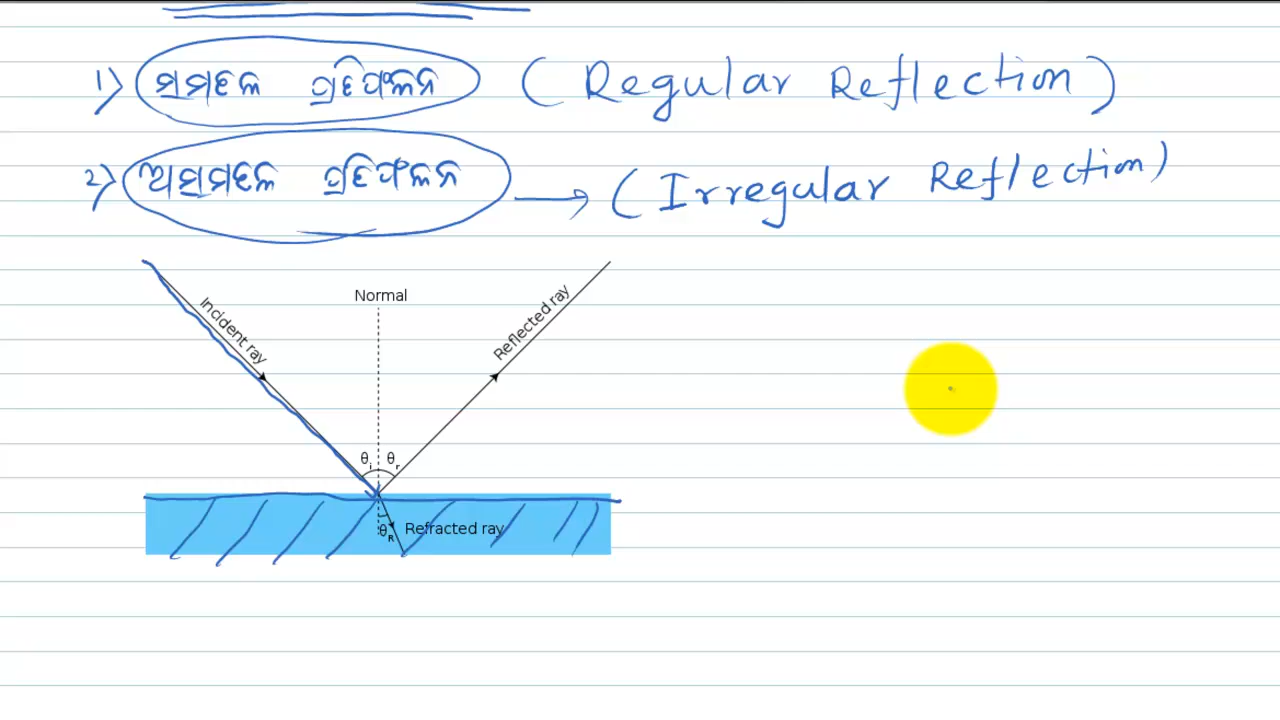 1) ସମତଳ ପ୍ରତିଫଳନ (Regular Reflection)
2) ଅସମତଳ ପ୍ରତିଫଳନ → (Irregular Reflection)
Normal
Incident ray
Reflected ray
θi θr
θR Refracted ray